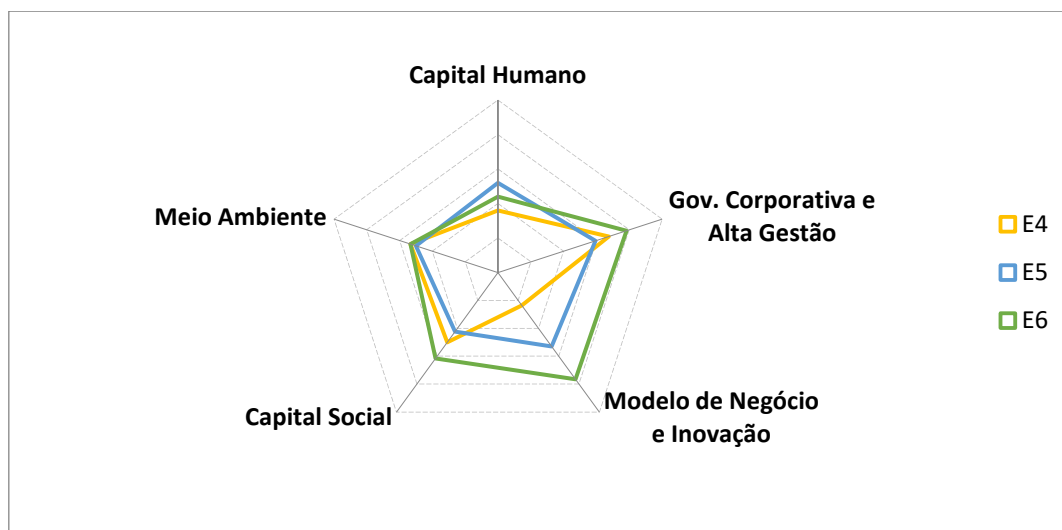 Capital Humano
Gov. Corporativa e
Alta Gestão
Modelo de Negócio
e Inovação
Capital Social
Meio Ambiente
E4
E5
E6